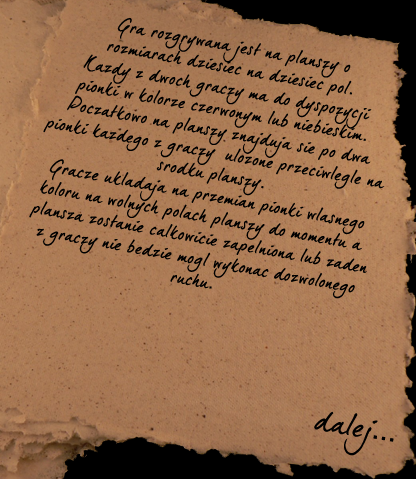 Gra rozgrywana jest na planszy o
rozmiarach dziesiec na dziesiec pol.
Kazdy z dwoch graczy ma do dyspozycji
pionki w kolorze czerwonym lub niebieskim.
Poczatkowo na planszy znajduja sie po dwa
pionki kazdego z graczy ulozone przeciwlegle na
srodku planszy.
Gracze ukladaja na przemian pionki wlasnego
koloru na wolnych polach planszy do momentu a
plansza zostanie calkowicie zapelniona lub zaden
z graczy nie bedzie mogl wykonac dozwolonego
ruchu.
dalej...